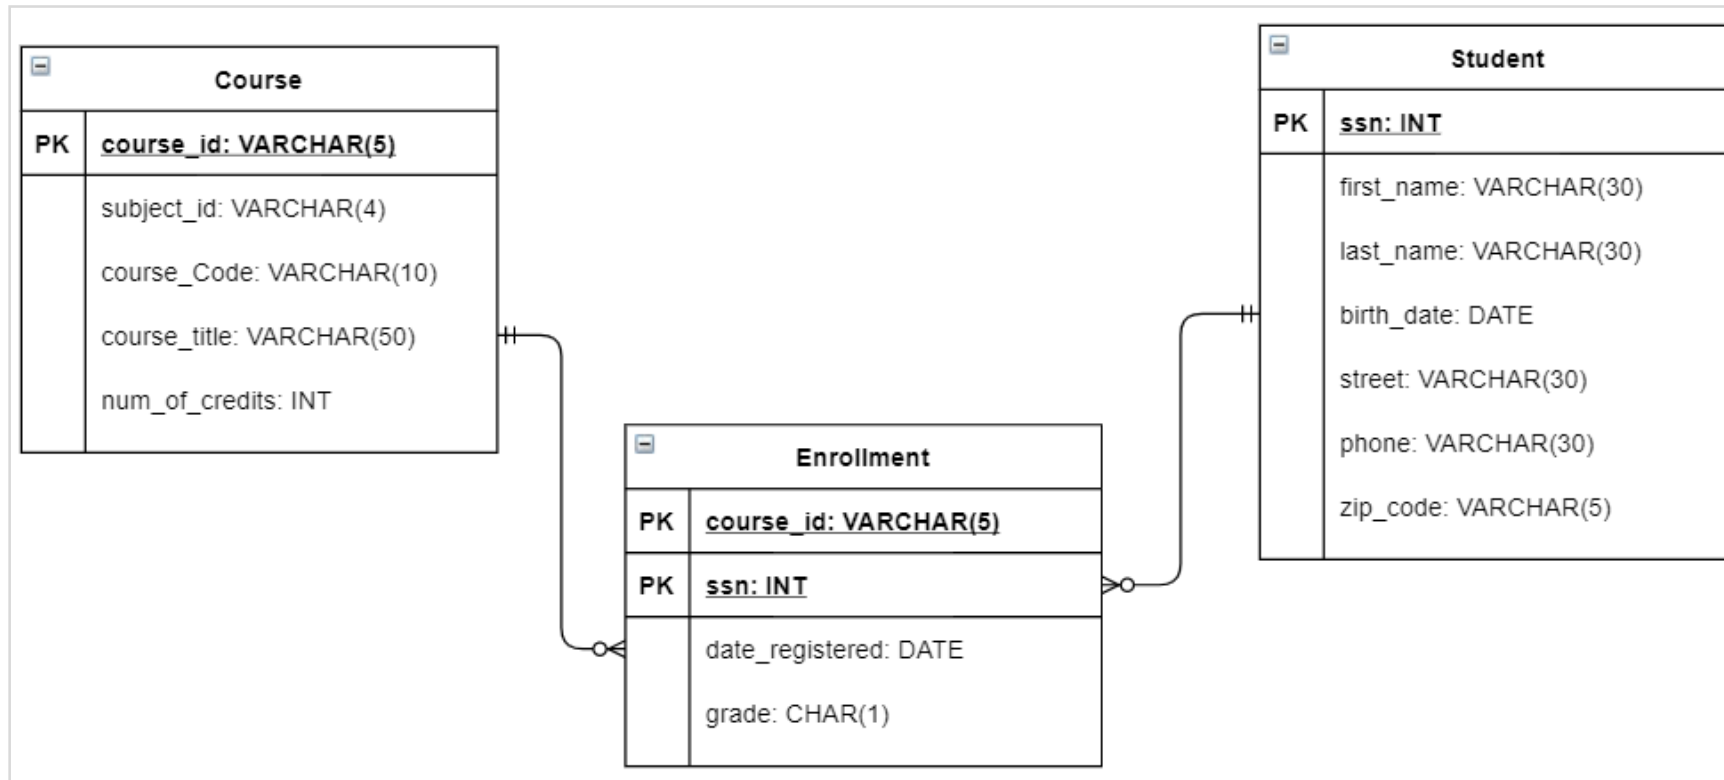 Course
PK course_id: VARCHAR(5)
subject_id: VARCHAR(4)
course_Code: VARCHAR(10)
course_title: VARCHAR(50)
num_of_credits: INT
Enrollment
PK course_id: VARCHAR(5)
PK ssn: INT
date_registered: DATE
grade: CHAR(1)
Student
PK ssn: INT
first_name: VARCHAR(30)
last_name: VARCHAR(30)
birth_date: DATE
street: VARCHAR(30)
phone: VARCHAR(30)
zip_code: VARCHAR(5)